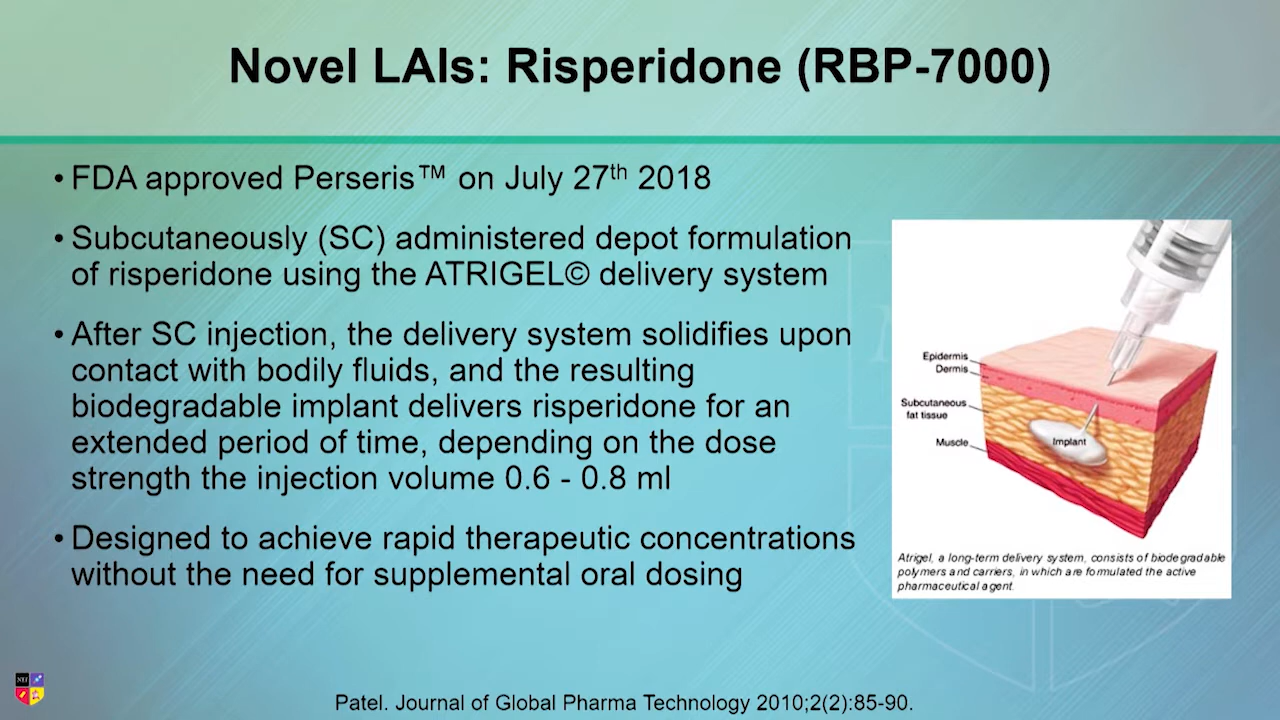 Novel LAIs: Risperidone (RBP-7000)
• FDA approved Perseris™ on July 27th 2018
• Subcutaneously (SC) administered depot formulation
of risperidone using the ATRIGEL© delivery system
• After SC injection, the delivery system solidifies upon
contact with bodily fluids, and the resulting
biodegradable implant delivers risperidone for an
extended period of time, depending on the dose
strength the injection volume 0.6 - 0.8 ml
• Designed to achieve rapid therapeutic concentrations
without the need for supplemental oral dosing
Epidermis
Dermis
Subcutaneous
fat tissue
Muscle
Implant
Atrigel, a long-term delivery system, consists of biodegradable
polymers and carriers, in which are formulated the active
pharmaceutical agent.
NEI
Patel. Journal of Global Pharma Technology 2010;2(2):85-90.